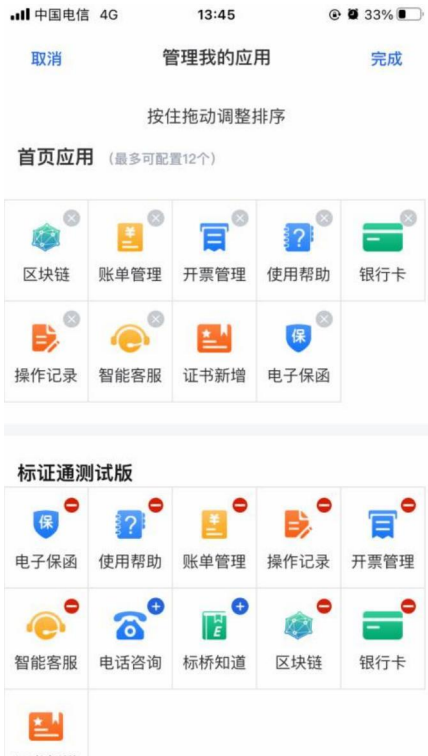 中国电信 4G 13:45 33%
取消 管理我的应用 完成
按住拖动调整排序
首页应用 (最多可配置12个)
区块链 账单管理 开票管理 使用帮助 银行卡
操作记录 智能客服 证书新增 保 电子保函
标证通测试版
保 电子保函 使用帮助 账单管理 操作记录 开票管理
智能客服 电话咨询 标桥知道 区块链 银行卡